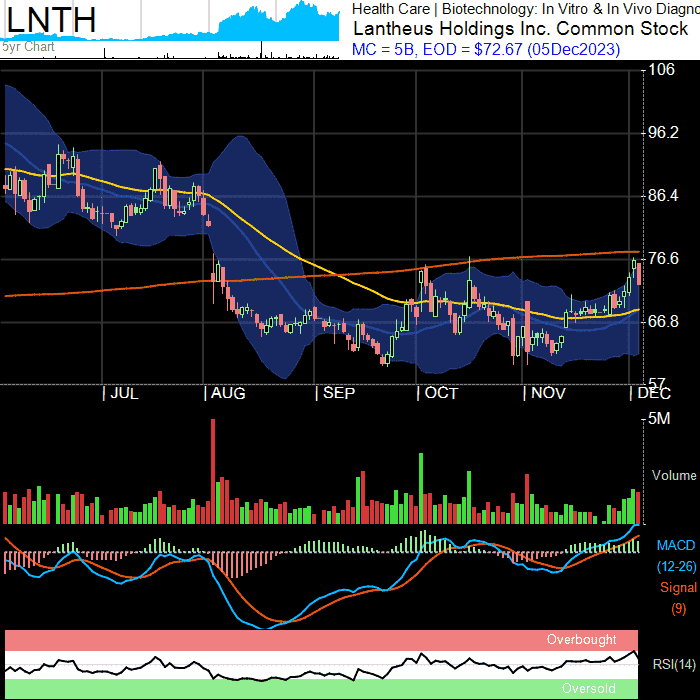 LNTH
5yr Chart
Health Care | Biotechnology: In Vitro & In Vivo Diagno
Lantheus Holdings Inc. Common Stock
MC = 5B, EOD = $72.67 (05Dec2023)
106
96.2
86.4
76.6
66.8
57
JUL AUG SEP OCT NOV DEC
5M
Volume
MACD
(12-26)
Signal
(9)
Overbought
RSI(14)
Oversold